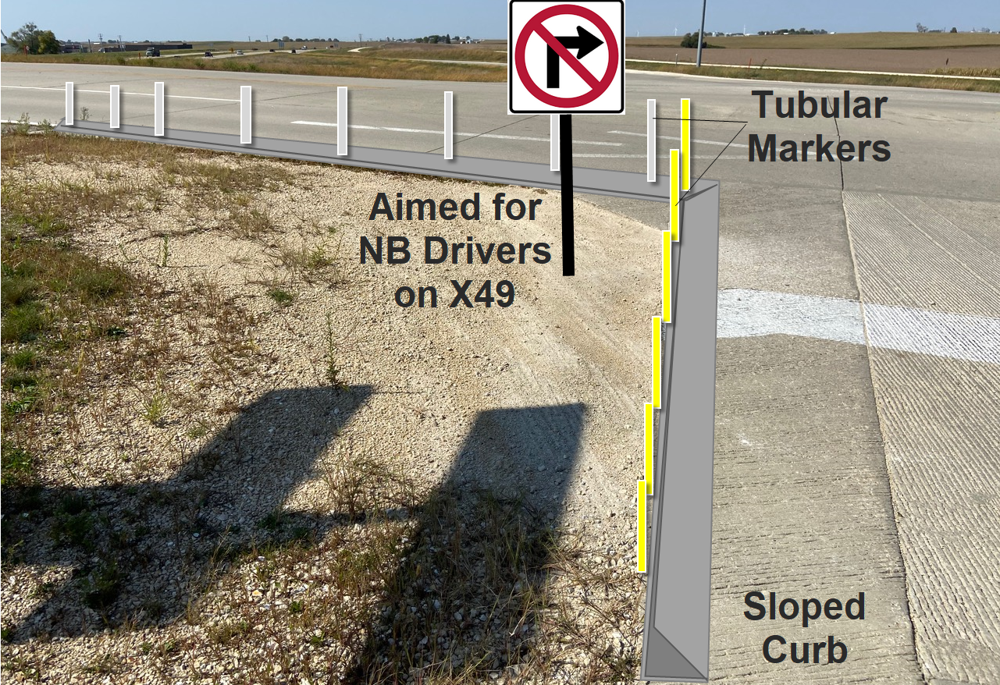 Tubular
Markers
Aimed for
NB Drivers
on X49
Sloped
Curb